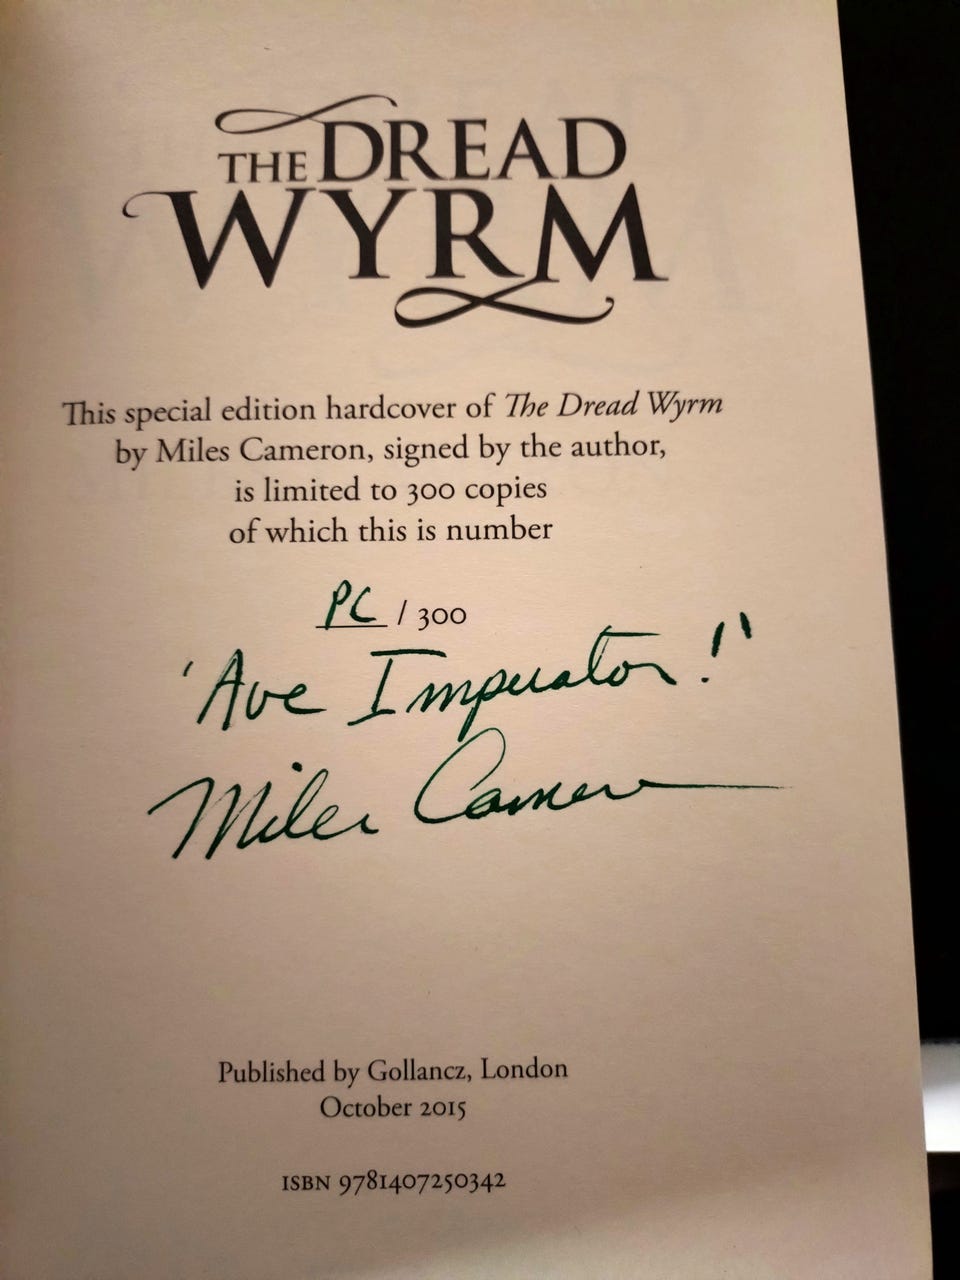 THE DREAD
WYRM
This special edition hardcover of The Dread Wyrm
by Miles Cameron, signed by the author,
is limited to 300 copies
of which this is number
PC / 300
'Ave Imperator!'
Miles Cameron
Published by Gollancz, London
October 2015
ISBN 9781407250342